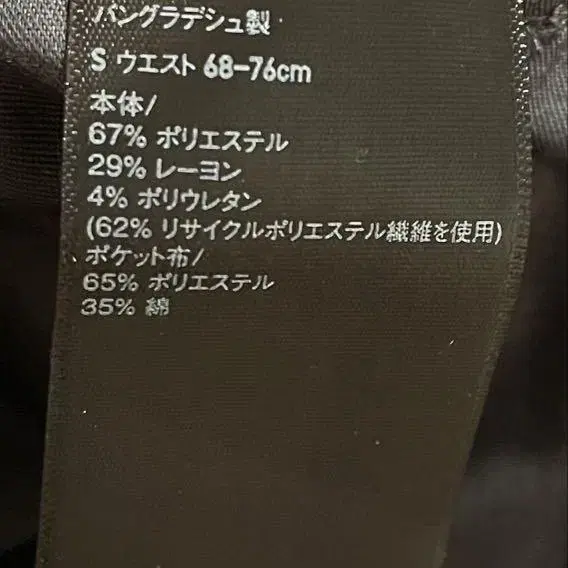 バングラデシュ製
S ウエスト 68-76cm
本体/
67% ポリエステル
29% レーヨン
4% ポリウレタン
(62% リサイクルポリエステル繊維を使用)
ポケット布/
65% ポリエステル
35% 綿